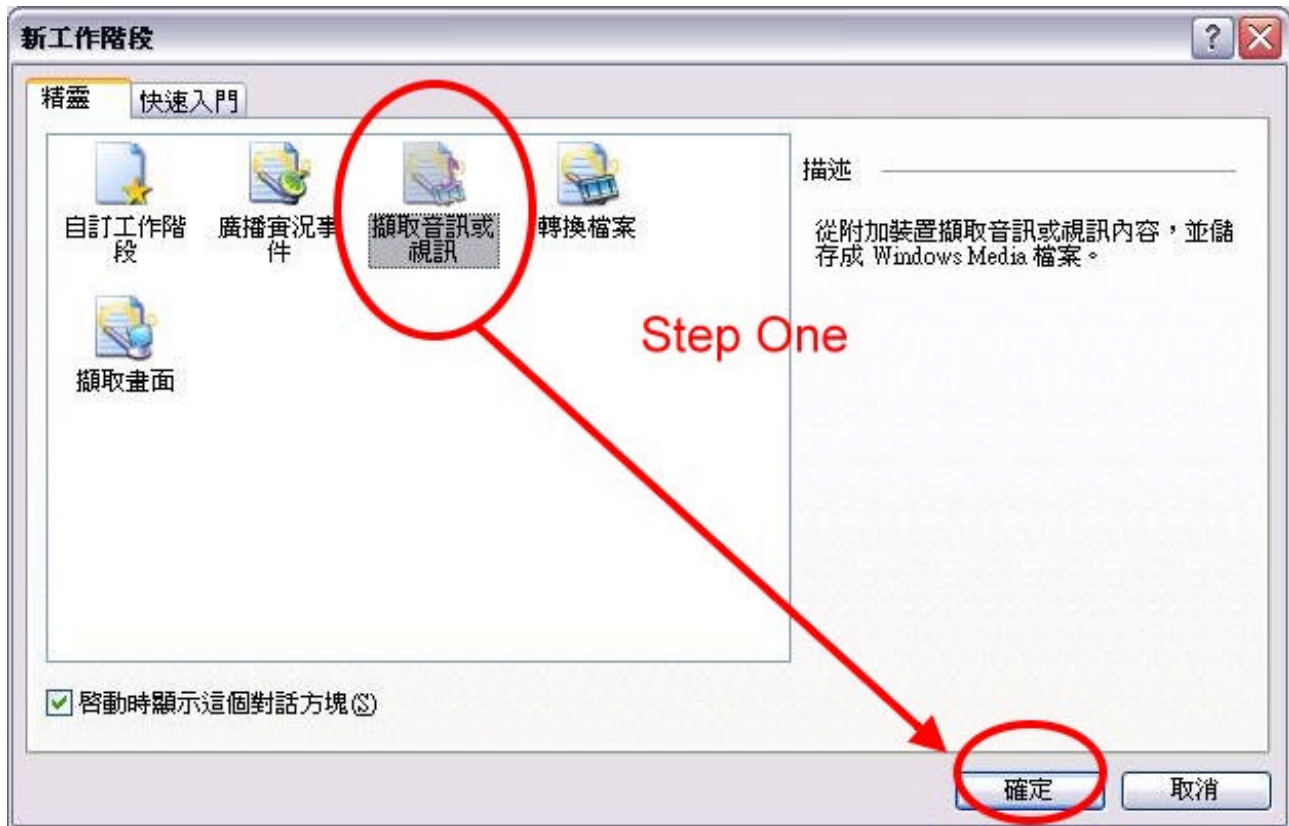 新工作階段
精靈
快速入門
自訂工作階
段
廣播實況事
件
擷取音訊或
視訊
轉換檔案
擷取畫面
描述
從附加裝置擷取音訊或視訊內容，並儲
存成 Windows Media 檔案。
Step One
啓動時顯示這個對話方塊(S)
確定
取消